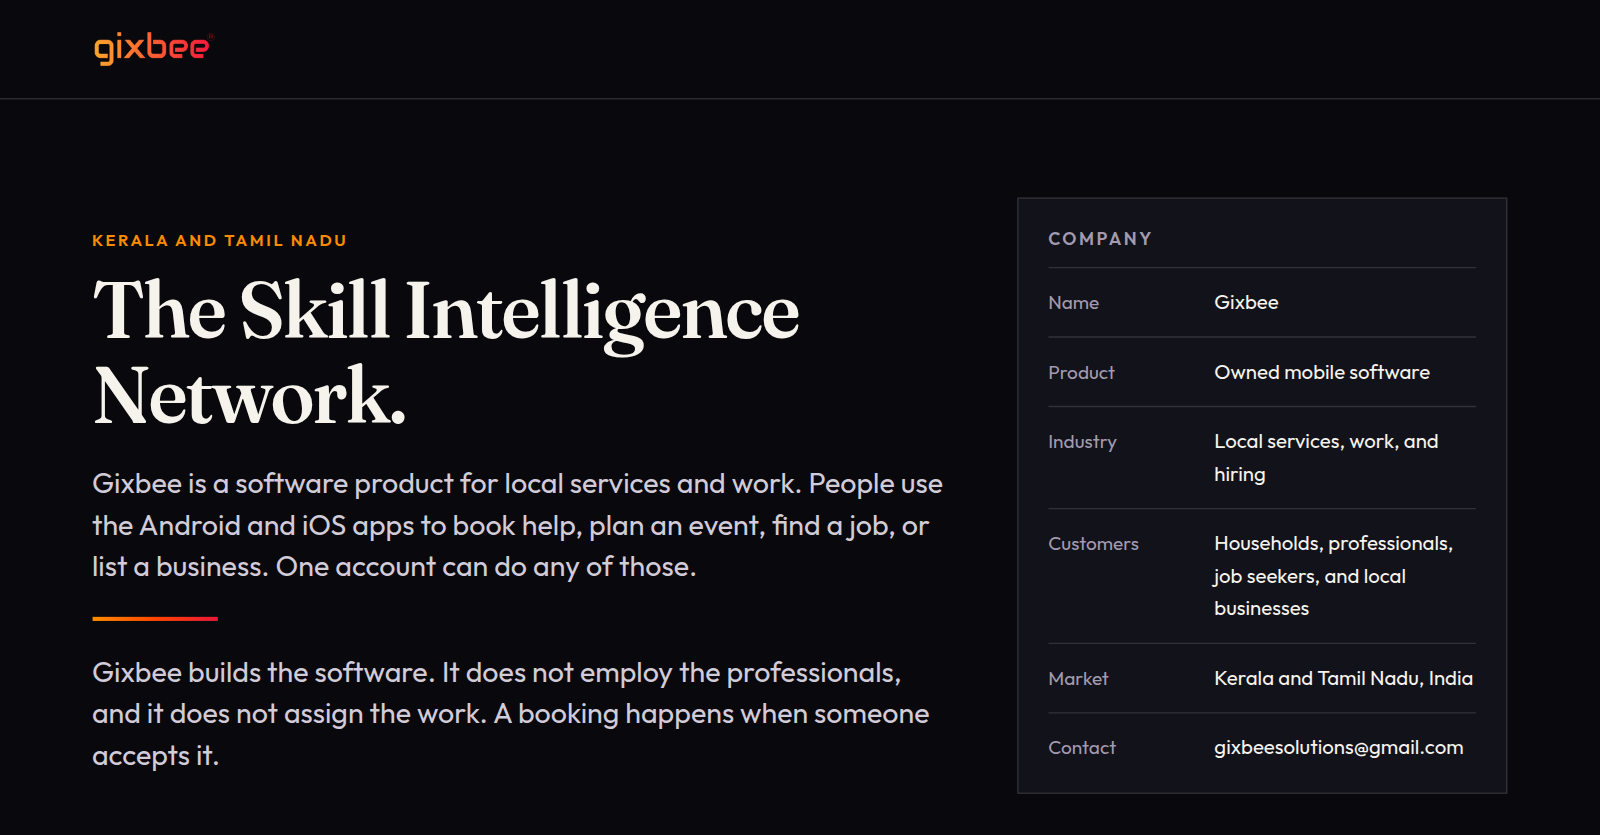 gixbee®
KERALA AND TAMIL NADU
The Skill Intelligence
Network.
Gixbee is a software product for local services and work. People use
the Android and iOS apps to book help, plan an event, find a job, or
list a business. One account can do any of those.
Gixbee builds the software. It does not employ the professionals,
and it does not assign the work. A booking happens when someone
accepts it.
COMPANY
Name Gixbee
Product Owned mobile software
Industry Local services, work, and
hiring
Customers Households, professionals,
job seekers, and local
businesses
Market Kerala and Tamil Nadu, India
Contact gixbeesolutions@gmail.com